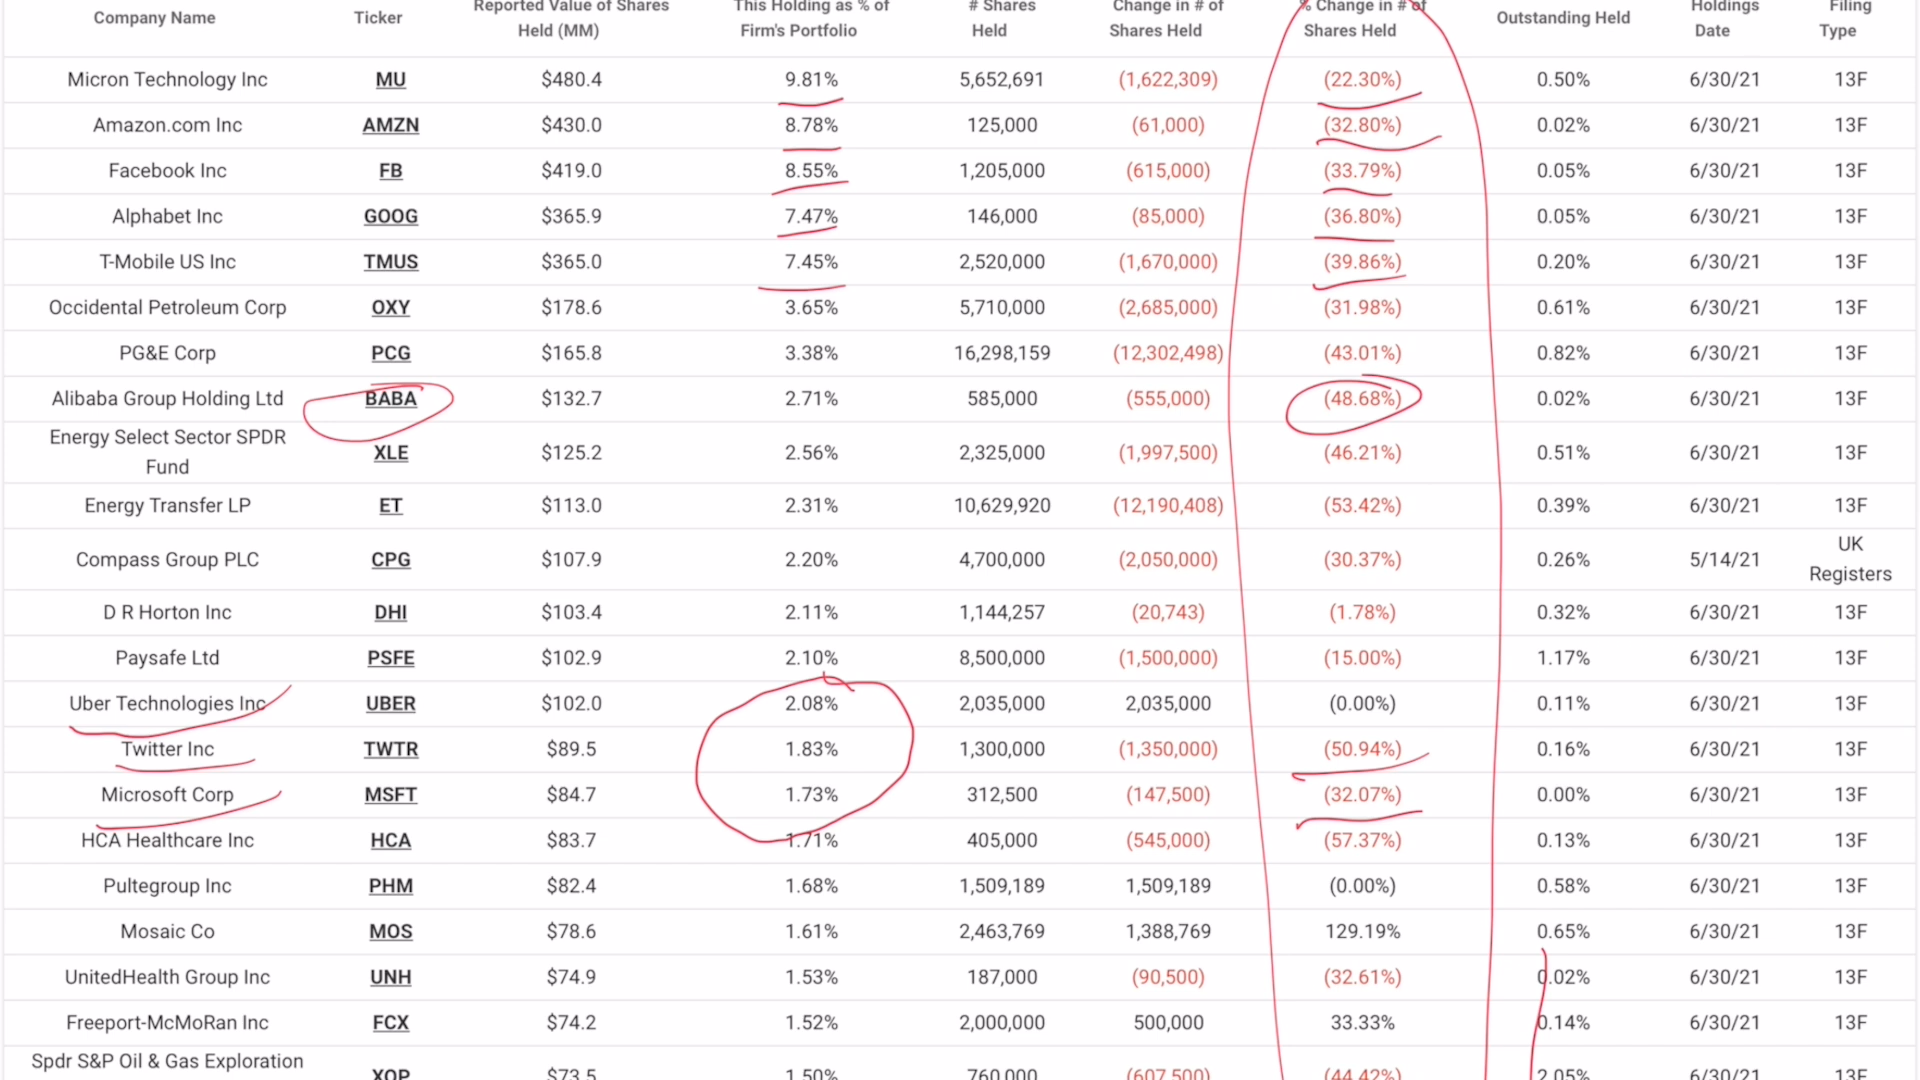 Company Name Ticker Reported Value of Shares Held (MM) This Holding as % of Firm's Portfolio # Shares Held Change in # of Shares Held % Change in # of Shares Held Outstanding Held Holdings Date Filing Type
Micron Technology Inc MU $480.4 9.81% 5,652,691 (1,622,309) (22.30%) 0.50% 6/30/21 13F
Amazon.com Inc AMZN $430.0 8.78% 125,000 (61,000) (32.80%) 0.02% 6/30/21 13F
Facebook Inc FB $419.0 8.55% 1,205,000 (615,000) (33.79%) 0.05% 6/30/21 13F
Alphabet Inc GOOG $365.9 7.47% 146,000 (85,000) (36.80%) 0.05% 6/30/21 13F
T-Mobile US Inc TMUS $365.0 7.45% 2,520,000 (1,670,000) (39.86%) 0.20% 6/30/21 13F
Occidental Petroleum Corp OXY $178.6 3.65% 5,710,000 (2,685,000) (31.98%) 0.61% 6/30/21 13F
PG&E Corp PCG $165.8 3.38% 16,298,159 (12,302,498) (43.01%) 0.82% 6/30/21 13F
Alibaba Group Holding Ltd BABA $132.7 2.71% 585,000 (555,000) (48.68%) 0.02% 6/30/21 13F
Energy Select Sector SPDR Fund XLE $125.2 2.56% 2,325,000 (1,997,500) (46.21%) 0.51% 6/30/21 13F
Energy Transfer LP ET $113.0 2.31% 10,629,920 (12,190,408) (53.42%) 0.39% 6/30/21 13F
Compass Group PLC CPG $107.9 2.20% 4,700,000 (2,050,000) (30.37%) 0.26% 5/14/21 UK Registers
D R Horton Inc DHI $103.4 2.11% 1,144,257 (20,743) (1.78%) 0.32% 6/30/21 13F
Paysafe Ltd PSFE $102.9 2.10% 8,500,000 (1,500,000) (15.00%) 1.17% 6/30/21 13F
Uber Technologies Inc UBER $102.0 2.08% 2,035,000 2,035,000 (0.00%) 0.11% 6/30/21 13F
Twitter Inc TWTR $89.5 1.83% 1,300,000 (1,350,000) (50.94%) 0.16% 6/30/21 13F
Microsoft Corp MSFT $84.7 1.73% 312,500 (147,500) (32.07%) 0.00% 6/30/21 13F
HCA Healthcare Inc HCA $83.7 1.71% 405,000 (545,000) (57.37%) 0.13% 6/30/21 13F
Pultegroup Inc PHM $82.4 1.68% 1,509,189 1,509,189 (0.00%) 0.58% 6/30/21 13F
Mosaic Co MOS $78.6 1.61% 2,463,769 1,388,769 129.19% 0.65% 6/30/21 13F
UnitedHealth Group Inc UNH $74.9 1.53% 187,000 (90,500) (32.61%) 0.02% 6/30/21 13F
Freeport-McMoRan Inc FCX $74.2 1.52% 2,000,000 500,000 33.33% 0.14% 6/30/21 13F
Spdr S&P Oil & Gas Exploration XOP $73.5 1.50% 760,000 (607,500) (44.42%) 2.05% 6/30/21 13F